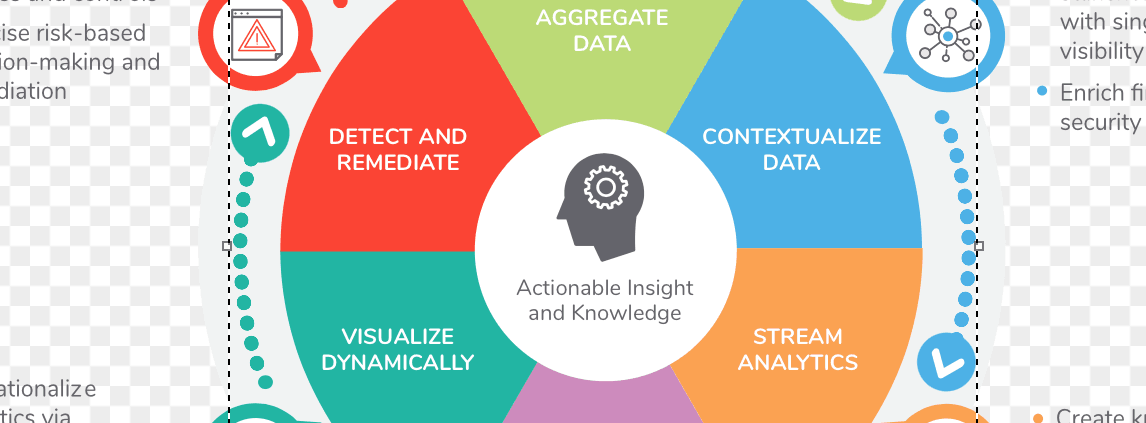 cise risk-based
ion-making and
diation
AGGREGATE
DATA
with sing
visibility
Enrich fi
security
DETECT AND
REMEDIATE
CONTEXTUALIZE
DATA
Actionable Insight
and Knowledge
VISUALIZE
DYNAMICALLY
STREAM
ANALYTICS
ationalize
tics via
Create k